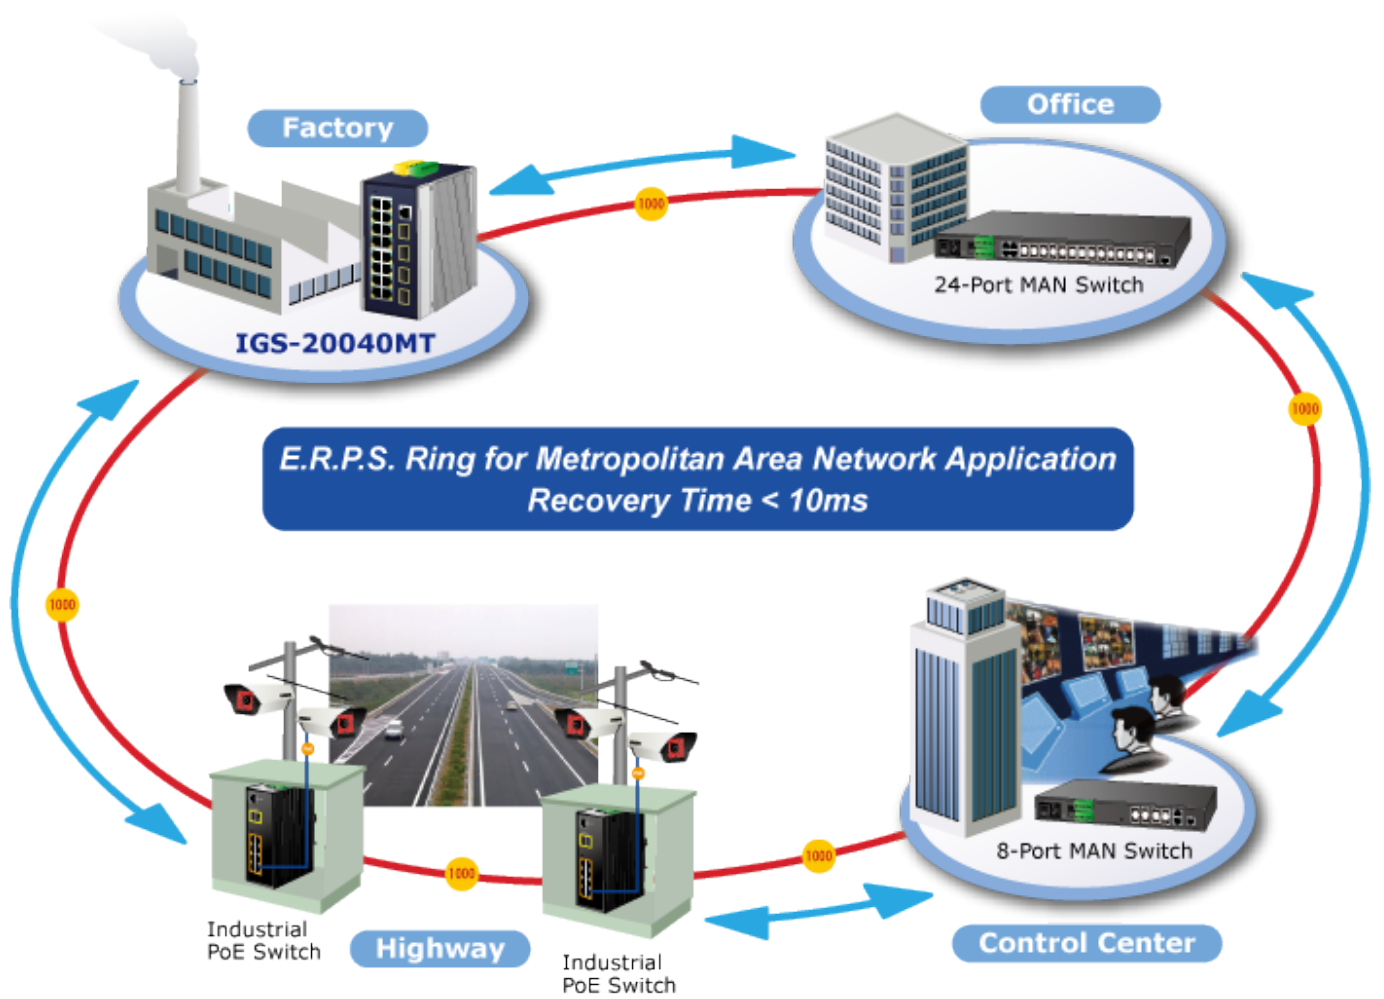 Factory
Office
1000
24-Port MAN Switch
IGS-20040MT
1000
E.R.P.S. Ring for Metropolitan Area Network Application
Recovery Time < 10ms
1000
1000
1000
8-Port MAN Switch
Industrial
PoE Switch
Highway
Industrial
PoE Switch
Control Center